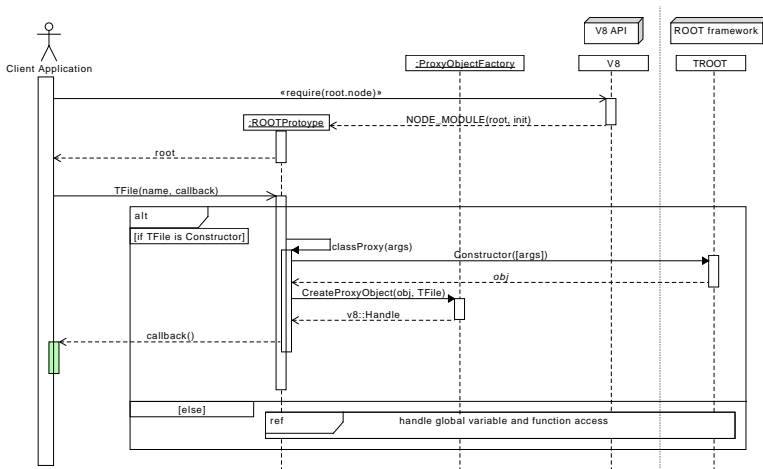 V8 API
ROOT framework
Client Application
:ProxyObjectFactory
V8
TROOT
«require(root.node)»
:ROOTProtoype
NODE_MODULE(root, init)
root
TFile(name, callback)
alt
[if TFile is Constructor]
classProxy(args)
Constructor([args])
obj
CreateProxyObject(obj, TFile)
v8::Handle
callback()
[else]
ref
handle global variable and function access